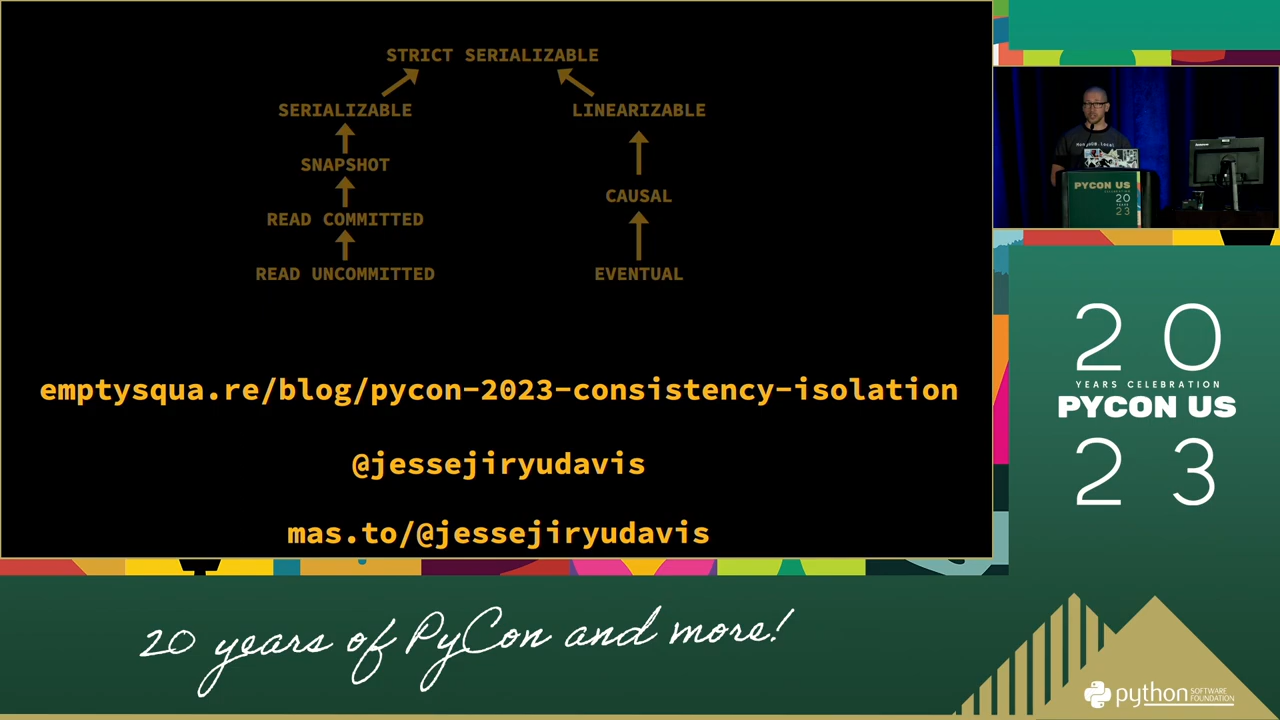 STRICT SERIALIZABLE
SERIALIZABLE
LINEARIZABLE
SNAPSHOT
CAUSAL
READ COMMITTED
READ UNCOMMITTED
EVENTUAL
emptysqua.re/blog/pycon-2023-consistency-isolation
@jessejiryudavis
mas.to/@jessejiryudavis
PYCON US
20
23
20
YEARS CELEBRATION
PYCON US
23
20 years of PyCon and more!
python SOFTWARE
FOUNDATION